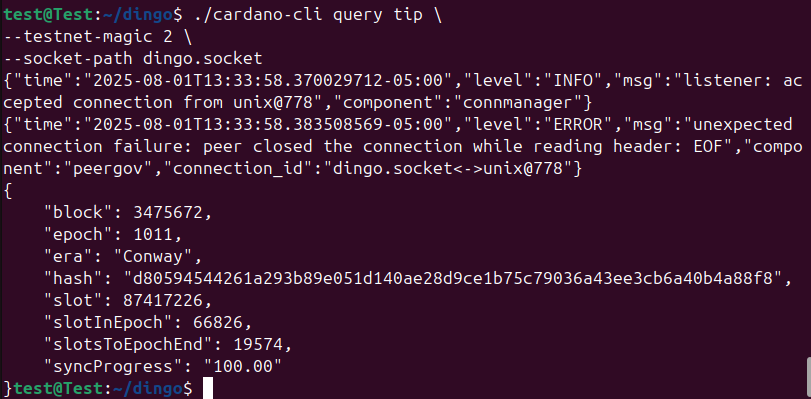 test@Test:~/dingo$ ./cardano-cli query tip \
--testnet-magic 2 \
--socket-path dingo.socket
{"time":"2025-08-01T13:33:58.370029712-05:00","level":"INFO","msg":"listener: ac
cepted connection from unix@778","component":"connmanager"}
{"time":"2025-08-01T13:33:58.383508569-05:00","level":"ERROR","msg":"unexpected
connection failure: peer closed the connection while reading header: EOF","compo
nent":"peergov","connection_id":"dingo.socket<->unix@778"}
{
    "block": 3475672,
    "epoch": 1011,
    "era": "Conway",
    "hash": "d80594544261a293b89e051d140ae28d9ce1b75c79036a43ee3cb6a40b4a88f8",
    "slot": 87417226,
    "slotInEpoch": 66826,
    "slotsToEpochEnd": 19574,
    "syncProgress": "100.00"
}test@Test:~/dingo$